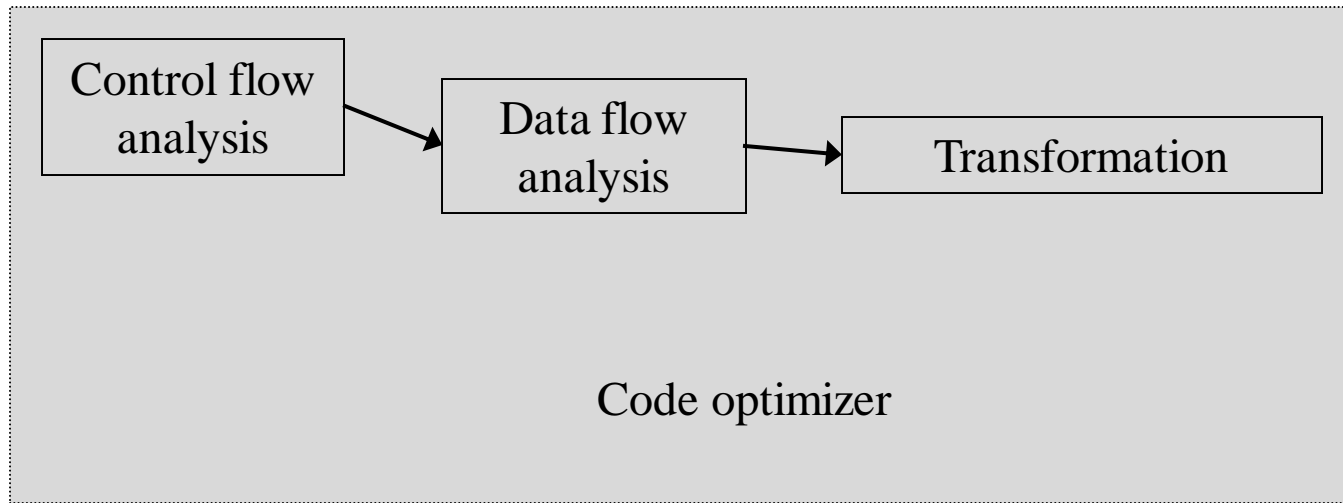 Control flow
analysis
Data flow
analysis
Transformation
Code optimizer